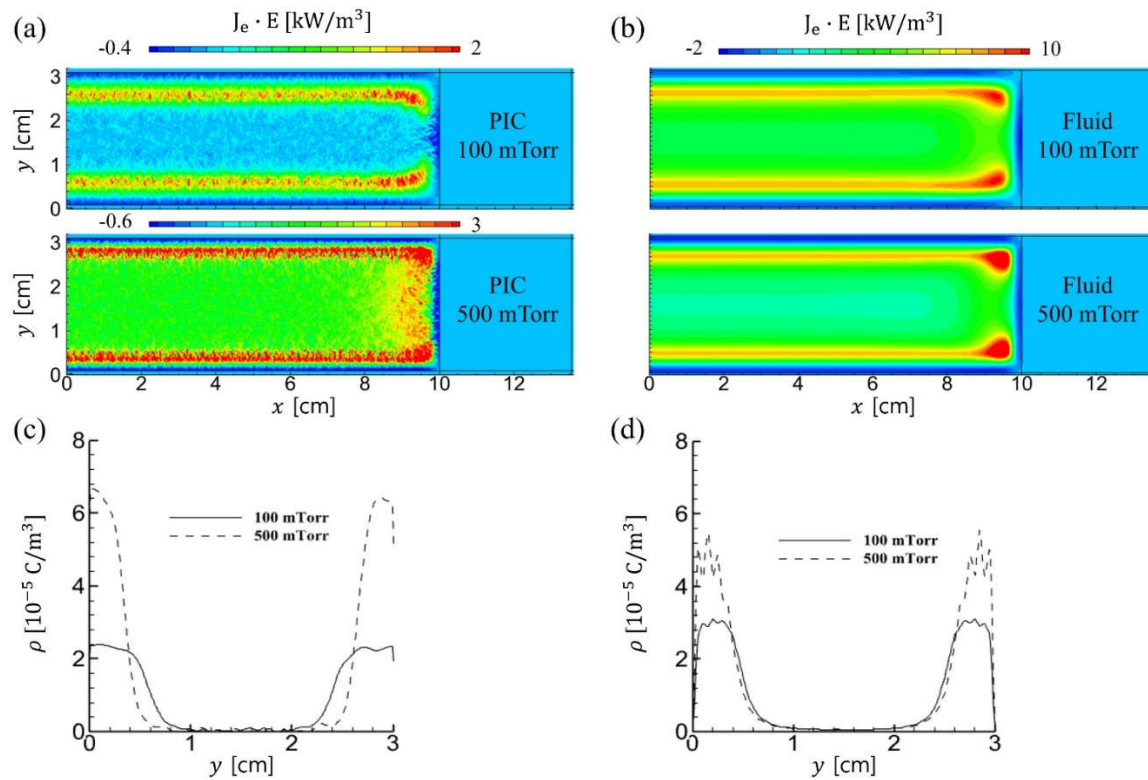 (a)
J_e · E [kW/m³]
-0.4 2
3
2
1
0
y [cm]
PIC
100 mTorr
-0.6 3
3
2
1
0
y [cm]
PIC
500 mTorr
0 2 4 6 8 10 12
x [cm]
(b)
J_e · E [kW/m³]
-2 10
Fluid
100 mTorr
Fluid
500 mTorr
0 2 4 6 8 10 12
x [cm]
(c)
8
6
4
2
0
ρ [10⁻⁵ C/m³]
100 mTorr
500 mTorr
0 1 2 3
y [cm]
(d)
8
6
4
2
0
ρ [10⁻⁵ C/m³]
100 mTorr
500 mTorr
0 1 2 3
y [cm]